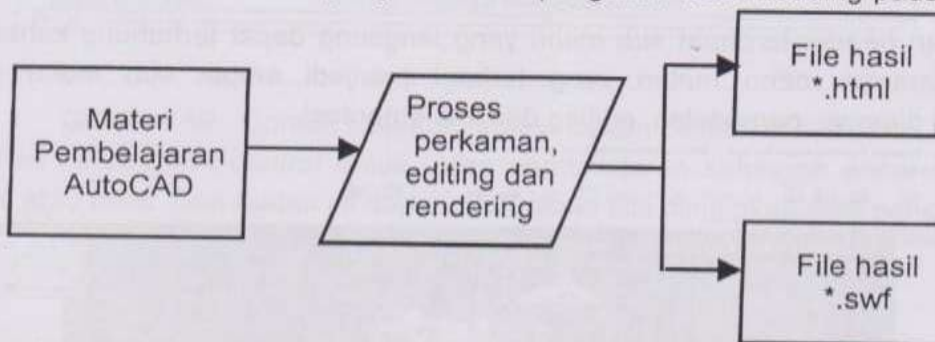 Materi
Pembelajaran
AutoCAD
Proses
perkaman,
editing dan
rendering
File hasil
*.html
File hasil
*.swf